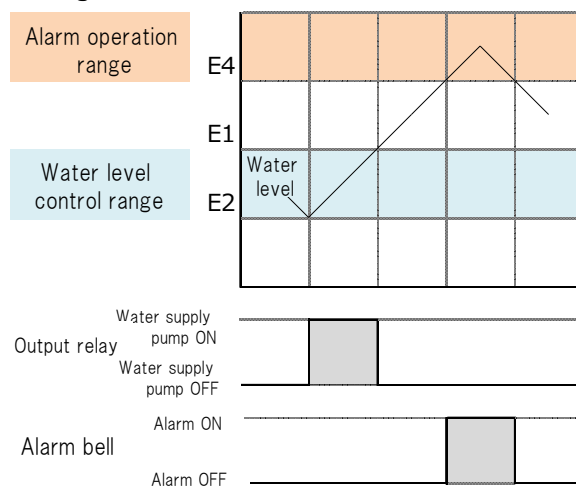 Alarm operation
range
E4
E1
Water level
control range
Water
level
E2
Output relay
Water supply
pump ON
Water supply
pump OFF
Alarm bell
Alarm ON
Alarm OFF